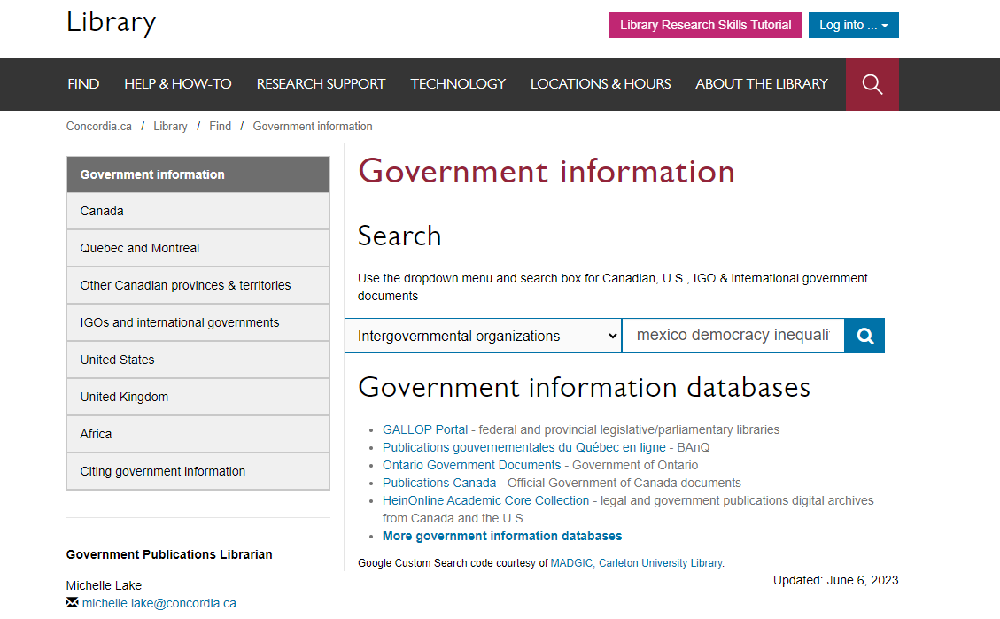 Library
Library Research Skills Tutorial
Log into ...
FIND
HELP & HOW-TO
RESEARCH SUPPORT
TECHNOLOGY
LOCATIONS & HOURS
ABOUT THE LIBRARY
Concordia.ca / Library / Find / Government information
Government information
Canada
Quebec and Montreal
Other Canadian provinces & territories
IGOs and international governments
United States
United Kingdom
Africa
Citing government information
Government Publications Librarian
Michelle Lake
michelle.lake@concordia.ca
Government information
Search
Use the dropdown menu and search box for Canadian, U.S., IGO & international government
documents
Intergovernmental organizations
mexico democracy inequali
Government information databases
GALLOP Portal - federal and provincial legislative/parliamentary libraries
Publications gouvernementales du Québec en ligne - BAnQ
Ontario Government Documents - Government of Ontario
Publications Canada - Official Government of Canada documents
HeinOnline Academic Core Collection - legal and government publications digital archives
from Canada and the U.S.
More government information databases
Google Custom Search code courtesy of MADGIC, Carleton University Library.
Updated: June 6, 2023